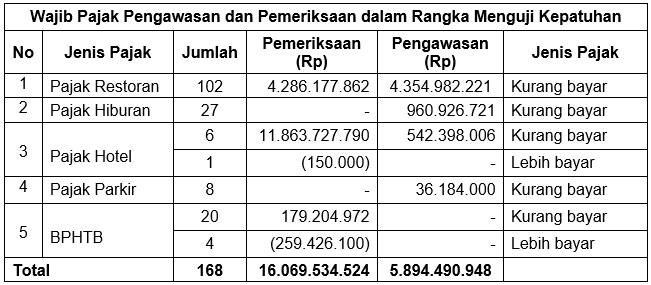 Wajib Pajak Pengawasan dan Pemeriksaan dalam Rangka Menguji Kepatuhan
No Jenis Pajak Jumlah Pemeriksaan (Rp) Pengawasan (Rp) Jenis Pajak
1 Pajak Restoran 102 4.286.177.862 4.354.982.221 Kurang bayar
2 Pajak Hiburan 27 - 960.926.721 Kurang bayar
3 Pajak Hotel 6 11.863.727.790 542.398.006 Kurang bayar
1 (150.000) - Lebih bayar
4 Pajak Parkir 8 - 36.184.000 Kurang bayar
5 BPHTB 20 179.204.972 - Kurang bayar
4 (259.426.100) - Lebih bayar
Total 168 16.069.534.524 5.894.490.948